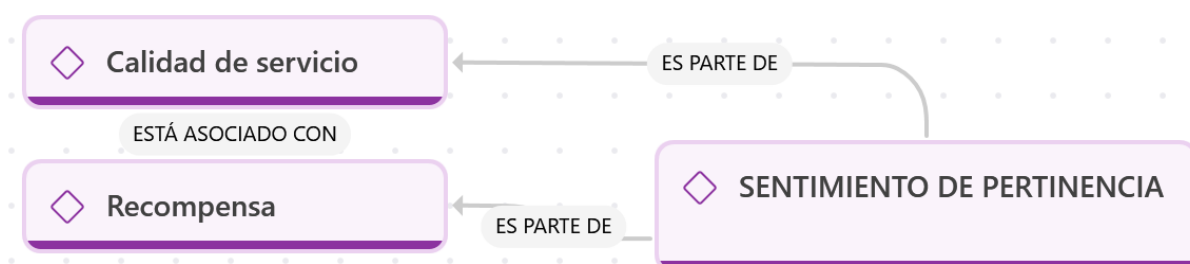 Calidad de servicio
ES PARTE DE
ESTÁ ASOCIADO CON
SENTIMIENTO DE PERTINENCIA
Recompensa
ES PARTE DE